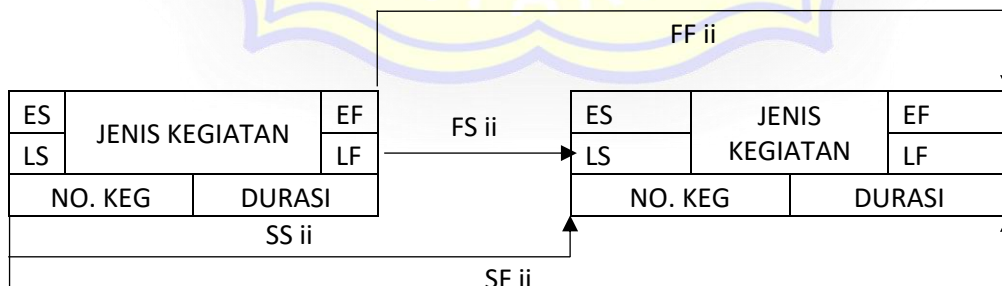 FF ii
ES JENIS KEGIATAN EF
LS LF
NO. KEG DURASI
FS ii
ES JENIS KEGIATAN EF
LS LF
NO. KEG DURASI
SS ii
SF ii